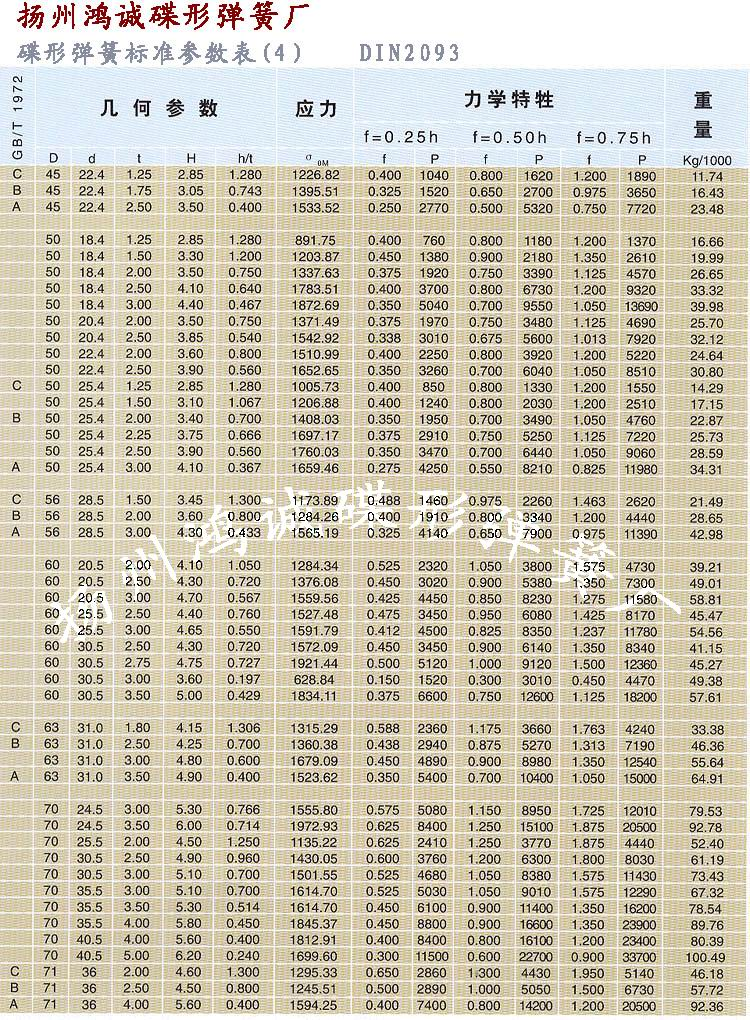 扬州鸿诚碟形弹簧厂
碟形弹簧标准参数表(4) DIN2093
GB/T 1972 几何参数 应力 力学特牲 重量
f=0.25h f=0.50h f=0.75h
D d t H h/t σ 0M f P f P f P Kg/1000
C 45 22.4 1.25 2.85 1.280 1226.82 0.400 1040 0.800 1620 1.200 1890 11.74
B 45 22.4 1.75 3.05 0.743 1395.51 0.325 1520 0.650 2700 0.975 3650 16.43
A 45 22.4 2.50 3.50 0.400 1533.52 0.250 2770 0.500 5320 0.750 7720 23.48
50 18.4 1.25 2.85 1.280 891.75 0.400 760 0.800 1180 1.200 1370 16.66
50 18.4 1.50 3.30 1.200 1203.87 0.450 1380 0.900 2180 1.350 2610 19.99
50 18.4 2.00 3.50 0.750 1337.63 0.375 1920 0.750 3390 1.125 4570 26.65
50 18.4 2.50 4.10 0.640 1783.51 0.400 3700 0.800 6730 1.200 9320 33.32
50 18.4 3.00 4.40 0.467 1872.69 0.350 5040 0.700 9550 1.050 13690 39.98
50 20.4 2.00 3.50 0.750 1371.49 0.375 1970 0.750 3480 1.125 4690 25.70
50 20.4 2.50 3.85 0.540 1542.92 0.338 3010 0.675 5600 1.013 7920 32.12
50 22.4 2.00 3.60 0.800 1510.99 0.400 2250 0.800 3920 1.200 5220 24.64
50 22.4 2.50 3.90 0.560 1652.65 0.350 3260 0.700 6040 1.050 8510 30.80
C 50 25.4 1.25 2.85 1.280 1005.73 0.400 850 0.800 1330 1.200 1550 14.29
50 25.4 1.50 3.10 1.067 1206.88 0.400 1240 0.800 2030 1.200 2510 17.15
B 50 25.4 2.00 3.40 0.700 1408.03 0.350 1950 0.700 3490 1.050 4760 22.87
50 25.4 2.25 3.75 0.666 1697.17 0.375 2910 0.750 5250 1.125 7220 25.73
50 25.4 2.50 3.90 0.560 1760.03 0.350 3470 0.700 6440 1.050 9060 28.59
A 50 25.4 3.00 4.10 0.367 1659.46 0.275 4250 0.550 8210 0.825 11980 34.31
C 56 28.5 1.50 3.45 1.300 1173.89 0.488 1460 0.975 2260 1.463 2620 21.49
B 56 28.5 2.00 3.60 0.800 1284.26 0.400 1910 0.800 3340 1.200 4440 28.65
A 56 28.5 3.00 4.30 0.433 1565.19 0.325 4140 0.650 7900 0.975 11390 42.98
60 20.5 2.00 4.10 1.050 1284.34 0.525 2320 1.050 3800 1.575 4730 39.21
60 20.5 2.50 4.30 0.720 1376.08 0.450 3020 0.900 5380 1.350 7300 49.01
60 20.5 3.00 4.70 0.567 1559.56 0.425 4450 0.850 8230 1.275 11580 58.81
60 25.5 2.50 4.40 0.760 1527.48 0.475 3450 0.950 6080 1.425 8170 45.47
60 25.5 3.00 4.65 0.550 1591.79 0.412 4500 0.825 8350 1.237 11780 54.56
60 30.5 2.50 4.30 0.720 1572.09 0.450 3450 0.900 6140 1.350 8340 41.15
60 30.5 2.75 4.75 0.727 1921.44 0.500 5120 1.000 9120 1.500 12360 45.27
60 30.5 3.00 3.60 0.197 628.84 0.150 1520 0.300 3010 0.450 4470 49.38
60 30.5 3.50 5.00 0.429 1834.11 0.375 6600 0.750 12600 1.125 18200 57.61
C 63 31.0 1.80 4.15 1.306 1315.29 0.588 2360 1.175 3660 1.763 4240 33.38
B 63 31.0 2.50 4.25 0.700 1360.38 0.438 2940 0.875 5270 1.313 7190 46.36
63 31.0 3.00 4.80 0.600 1679.09 0.450 4890 0.900 8980 1.350 12540 55.64
A 63 31.0 3.50 4.90 0.400 1523.62 0.350 5400 0.700 10400 1.050 15000 64.91
70 24.5 3.00 5.30 0.766 1555.80 0.575 5080 1.150 8950 1.725 12010 79.53
70 24.5 3.50 6.00 0.714 1972.93 0.625 8400 1.250 15100 1.875 20500 92.78
70 25.5 2.00 4.50 1.250 1135.22 0.625 2410 1.250 3770 1.875 4440 52.40
70 30.5 2.50 4.90 0.960 1430.05 0.600 3760 1.200 6300 1.800 8030 61.19
70 30.5 3.00 5.10 0.700 1501.55 0.525 4680 1.050 8380 1.575 11430 73.43
70 35.5 3.00 5.10 0.700 1614.70 0.525 5030 1.050 9010 1.575 12290 67.32
70 35.5 3.50 5.30 0.514 1614.70 0.450 6100 0.900 11400 1.350 16200 78.54
70 35.5 4.00 5.80 0.450 1845.37 0.450 8800 0.900 16600 1.350 23900 89.76
70 40.5 4.00 5.60 0.400 1812.91 0.400 8400 0.800 16100 1.200 23400 80.39
70 40.5 5.00 6.20 0.240 1699.60 0.300 11500 0.600 22700 0.900 33700 100.49
C 71 36 2.00 4.60 1.300 1295.33 0.650 2860 1.300 4430 1.950 5140 46.18
B 71 36 2.50 4.50 0.800 1245.51 0.500 2890 1.000 5050 1.500 6730 57.72
A 71 36 4.00 5.60 0.400 1594.25 0.400 7400 0.800 14200 1.200 20500 92.36
扬州鸿诚碟形弹簧厂